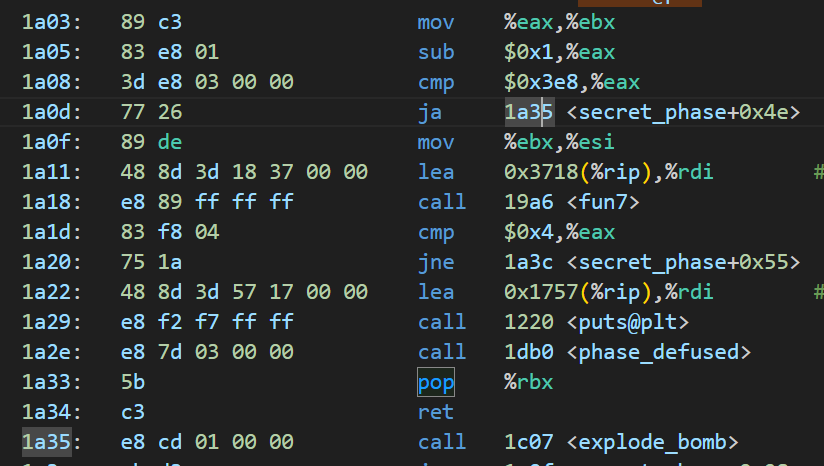 1a03: 89 c3 mov %eax,%ebx
1a05: 83 e8 01 sub $0x1,%eax
1a08: 3d e8 03 00 00 cmp $0x3e8,%eax
1a0d: 77 26 ja 1a35 <secret_phase+0x4e>
1a0f: 89 de mov %ebx,%esi
1a11: 48 8d 3d 18 37 00 00 lea 0x3718(%rip),%rdi #
1a18: e8 89 ff ff ff call 19a6 <fun7>
1a1d: 83 f8 04 cmp $0x4,%eax
1a20: 75 1a jne 1a3c <secret_phase+0x55>
1a22: 48 8d 3d 57 17 00 00 lea 0x1757(%rip),%rdi #
1a29: e8 f2 f7 ff ff call 1220 <puts@plt>
1a2e: e8 7d 03 00 00 call 1db0 <phase_defused>
1a33: 5b pop %rbx
1a34: c3 ret
1a35: e8 cd 01 00 00 call 1c07 <explode_bomb>